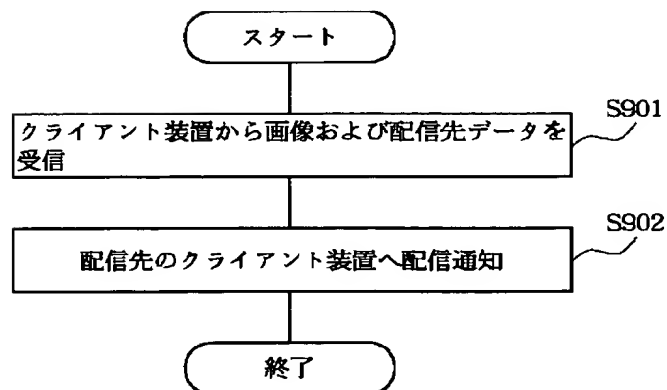 スタート
S901
クライアント装置から画像および配信先データを
受信
S902
配信先のクライアント装置へ配信通知
終了